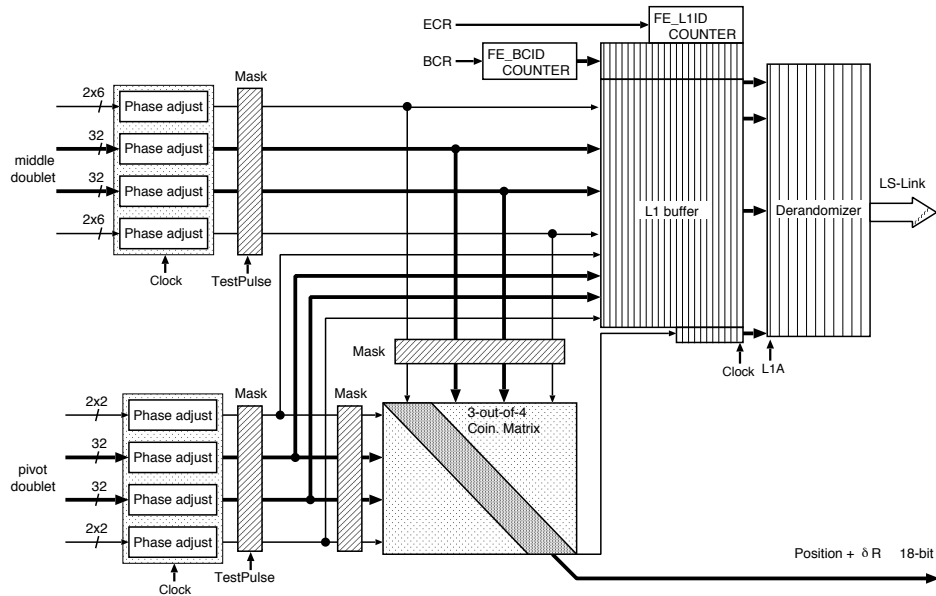 ECR
FE_L1ID
COUNTER
BCR
FE_BCID
COUNTER
Mask
2x6
Phase adjust
32
Phase adjust
middle
doublet
32
Phase adjust
2x6
Phase adjust
Clock
TestPulse
L1 buffer
Derandomizer
LS-Link
Mask
Clock
L1A
Mask
Mask
2x2
Phase adjust
3-out-of-4
Coin. Matrix
32
Phase adjust
pivot
doublet
32
Phase adjust
2x2
Phase adjust
Clock
TestPulse
Position + δ R 18-bit